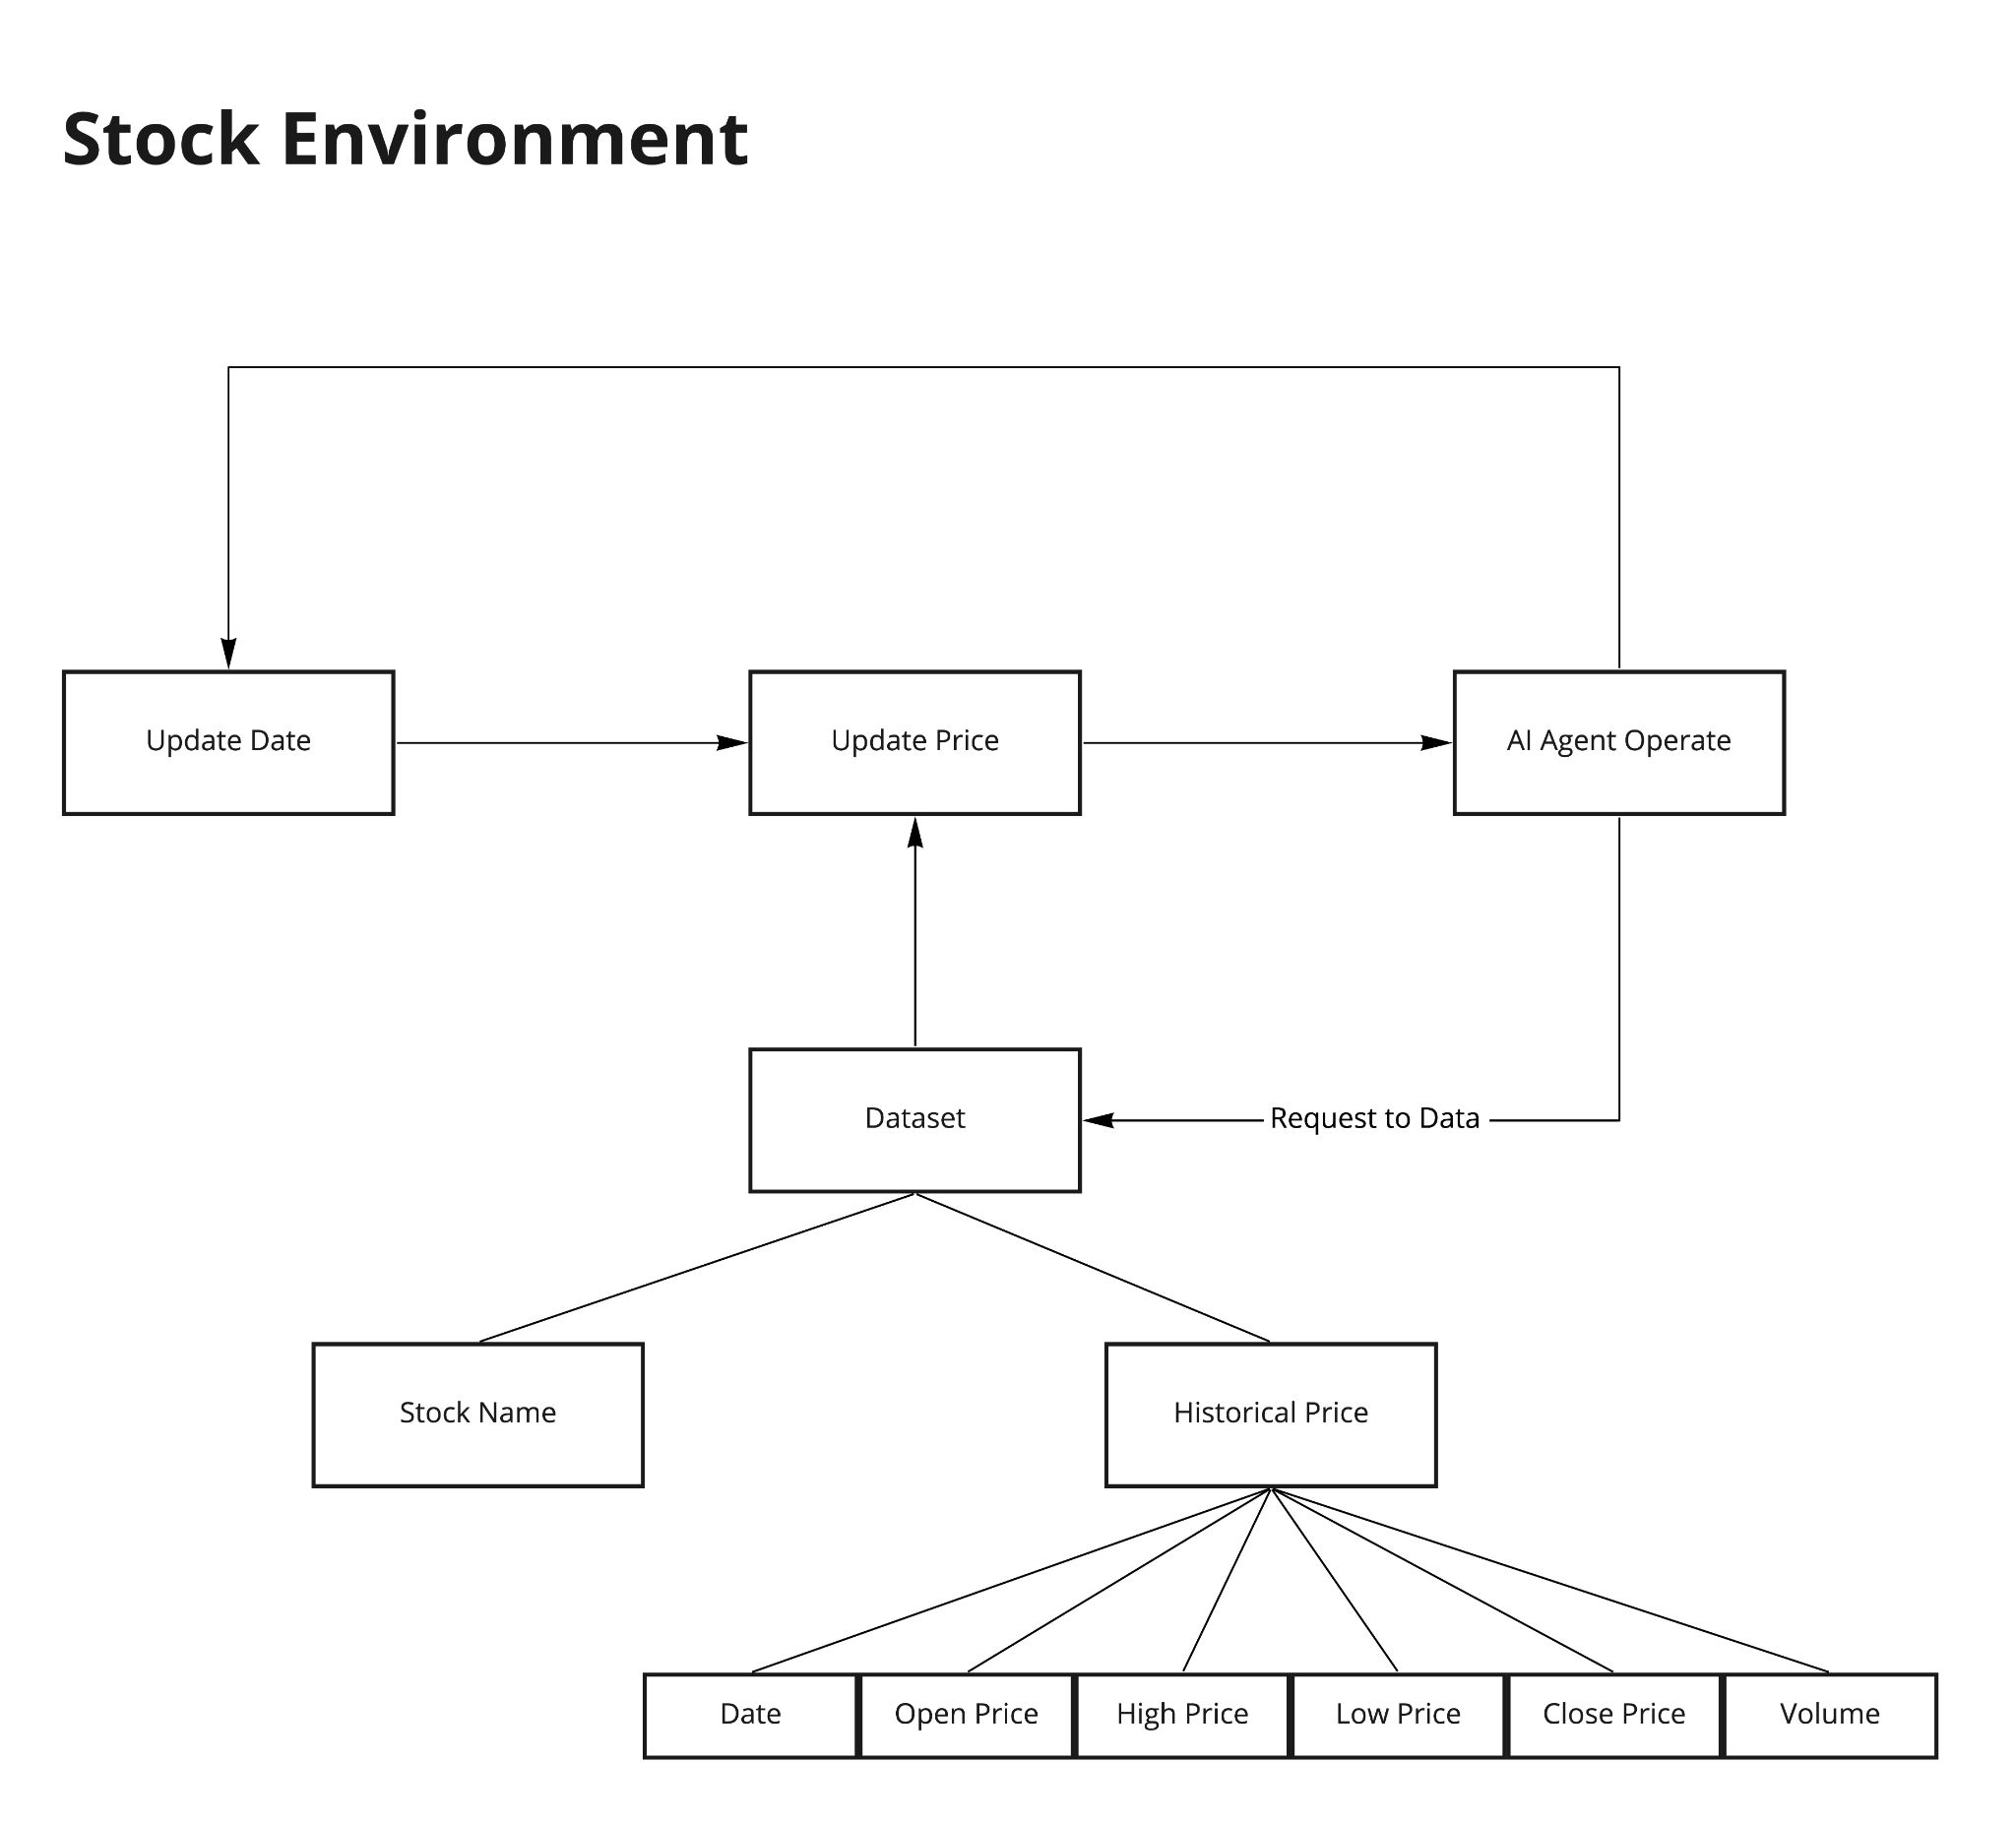 Stock Environment
Update Date
Update Price
AI Agent Operate
Dataset
Request to Data
Stock Name
Historical Price
Date
Open Price
High Price
Low Price
Close Price
Volume